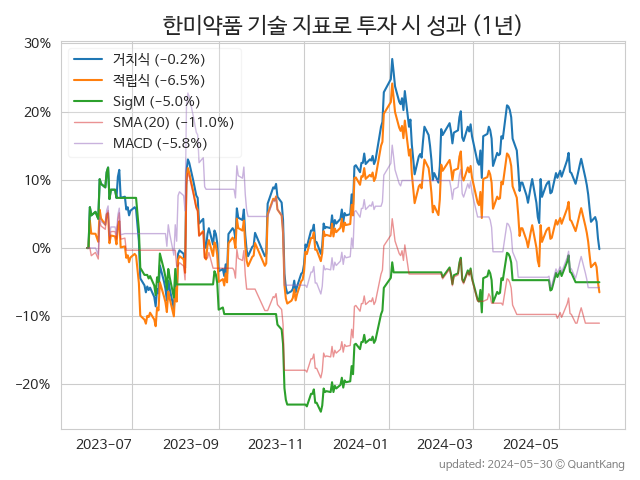 한미약품 기술 지표로 투자 시 성과 (1년)
30%
20%
10%
0%
−10%
−20%
거치식 (−0.2%)
적립식 (−6.5%)
SigM (−5.0%)
SMA(20) (−11.0%)
MACD (−5.8%)
2023-07
2023-09
2023-11
2024-01
2024-03
2024-05
updated: 2024-05-30 © QuantKang